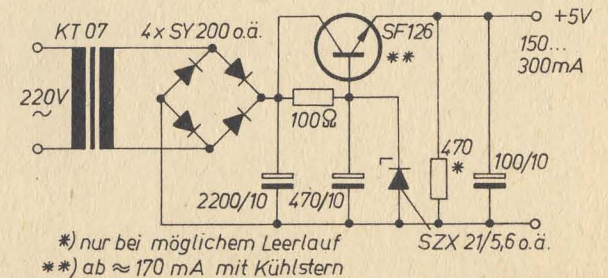 KT 07
4x SY 200 o.ä.
SF126
**
+5V
150...
300mA
220V
~
100Ω
470
*
100/10
2200/10
470/10
*) nur bei möglichem Leerlauf
SZX 21/5,6 o.ä.
**) ab ≈ 170 mA mit Kühlstern